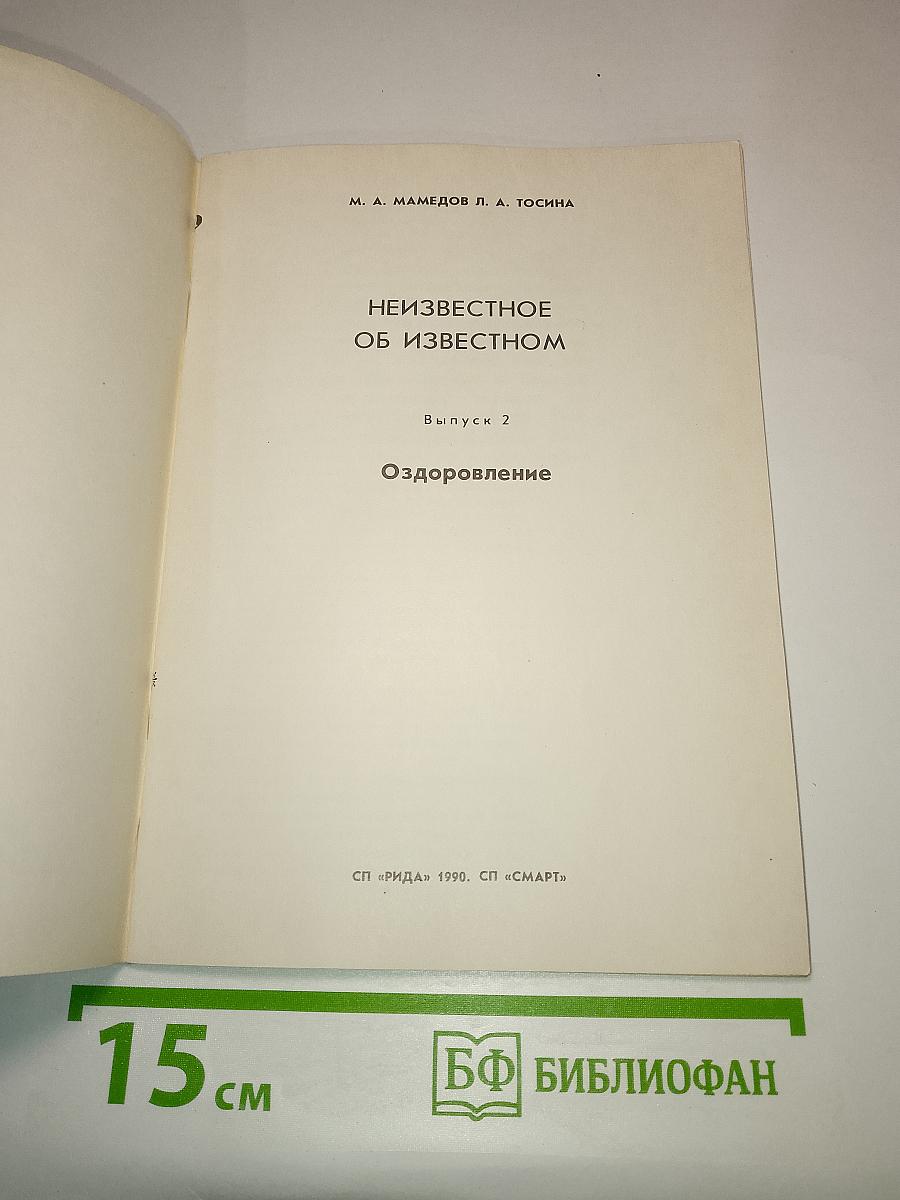 М. А. МАМЕДОВ Л. А. ТОСИНА
НЕИЗВЕСТНОЕ
ОБ ИЗВЕСТНОМ
Выпуск 2
Оздоровление
СП «РИДА» 1990. СП «СМАРТ»
15 см
БФ БИБЛИОФАН